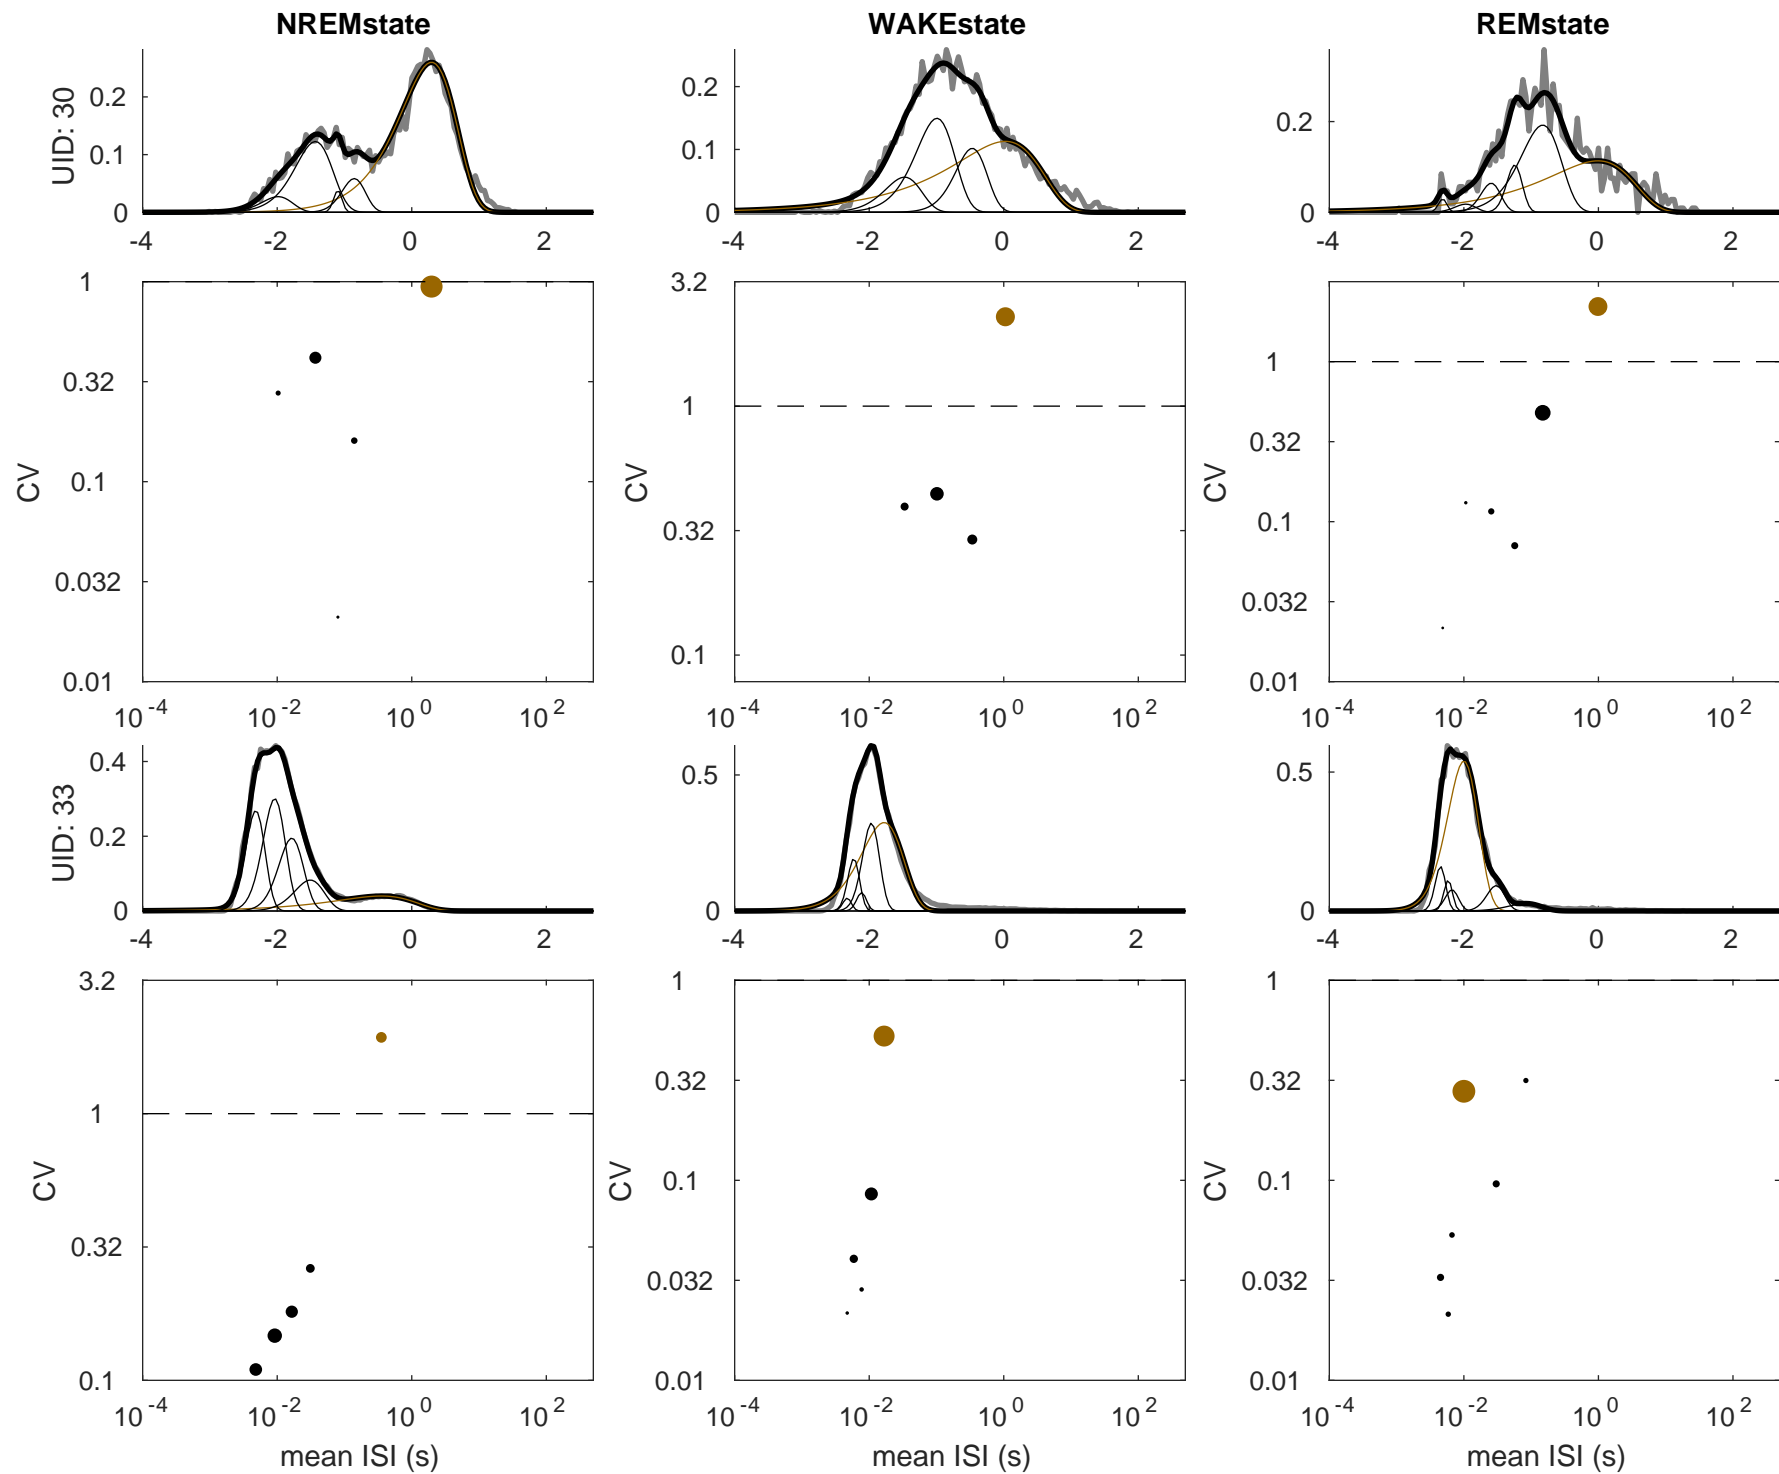 NREMstate WAKEstate REMstate
UID: 30
0.2 0.1 0
-4 -2 0 2
0.2 0.1 0
-4 -2 0 2
0.2 0
-4 -2 0 2
CV
1 0.32 0.1 0.032 0.01
10^-4 10^-2 10^0 10^2
CV
3.2 1 0.32 0.1
10^-4 10^-2 10^0 10^2
CV
1 0.32 0.1 0.032 0.01
10^-4 10^-2 10^0 10^2
UID: 33
0.4 0.2 0
-4 -2 0 2
0.5 0
-4 -2 0 2
0.5 0
-4 -2 0 2
CV
3.2 1 0.32 0.1
10^-4 10^-2 10^0 10^2
mean ISI (s)
CV
1 0.32 0.1 0.032 0.01
10^-4 10^-2 10^0 10^2
mean ISI (s)
CV
1 0.32 0.1 0.032 0.01
10^-4 10^-2 10^0 10^2
mean ISI (s)